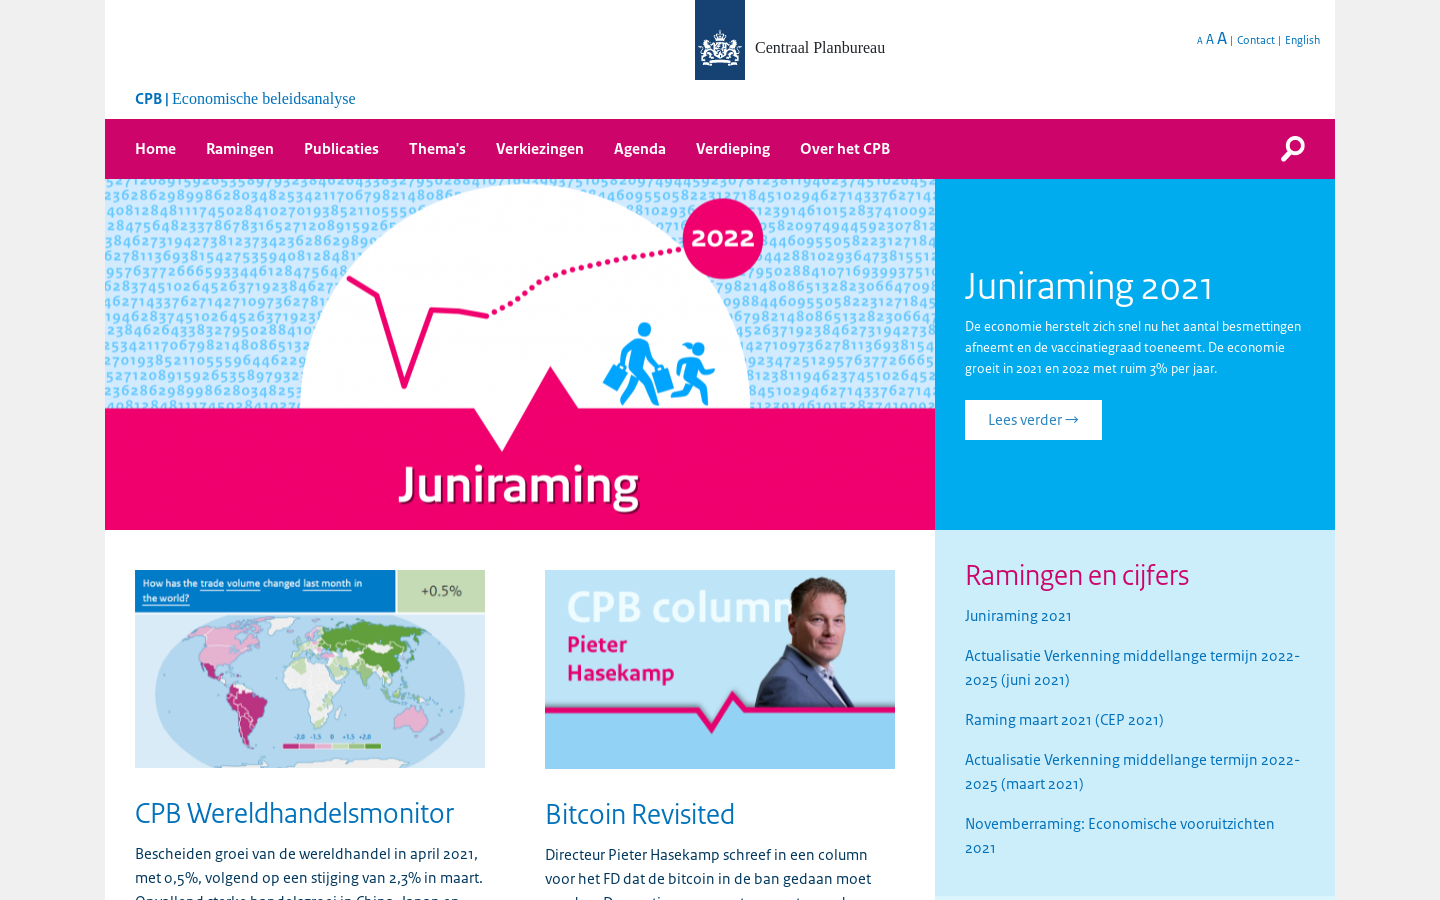 Centraal Planbureau
A A A | Contact | English
CPB | Economische beleidsanalyse
Home Ramingen Publicaties Thema's Verkiezingen Agenda Verdieping Over het CPB
2022
Juniraming
Juniraming 2021
De economie herstelt zich snel nu het aantal besmettingen
afneemt en de vaccinatiegraad toeneemt. De economie
groeit in 2021 en 2022 met ruim 3% per jaar.
Lees verder →
How has the trade volume changed last month in
the world?
+0.5%
-2.0 -1.5 0 +1.5 +2.0
CPB Wereldhandelsmonitor
Bescheiden groei van de wereldhandel in april 2021,
met 0,5%, volgend op een stijging van 2,3% in maart.
CPB column
Pieter
Hasekamp
Bitcoin Revisited
Directeur Pieter Hasekamp schreef in een column
voor het FD dat de bitcoin in de ban gedaan moet
Ramingen en cijfers
Juniraming 2021
Actualisatie Verkenning middellange termijn 2022-
2025 (juni 2021)
Raming maart 2021 (CEP 2021)
Actualisatie Verkenning middellange termijn 2022-
2025 (maart 2021)
Novemberraming: Economische vooruitzichten
2021